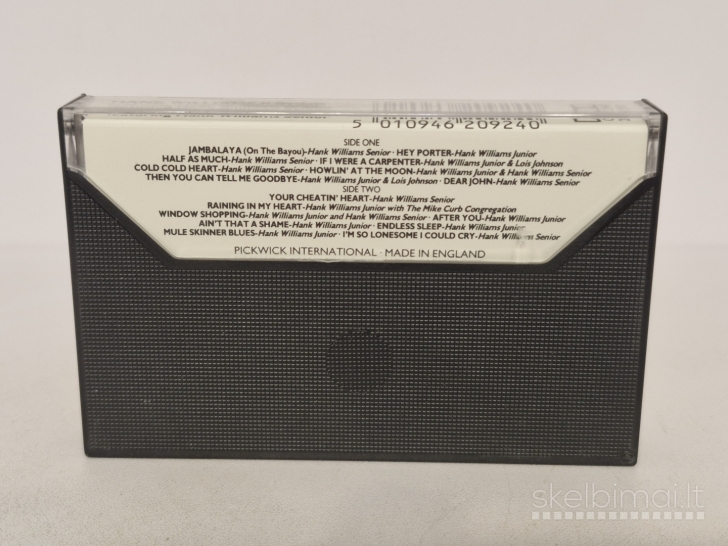 5 010946 209240
SIDE ONE
JAMBALAYA (On The Bayou)-Hank Williams Senior · HEY PORTER-Hank Williams Junior
HALF AS MUCH-Hank Williams Senior · IF I WERE A CARPENTER-Hank Williams Junior & Lois Johnson
COLD COLD HEART-Hank Williams Senior · HOWLIN' AT THE MOON-Hank Williams Junior & Hank Williams Senior
THEN YOU CAN TELL ME GOODBYE-Hank Williams Junior & Lois Johnson · DEAR JOHN-Hank Williams Senior
SIDE TWO
YOUR CHEATIN' HEART-Hank Williams Senior
RAINING IN MY HEART-Hank Williams Junior with The Mike Curb Congregation
WINDOW SHOPPING-Hank Williams Junior and Hank Williams Senior · AFTER YOU-Hank Williams Junior
AIN'T THAT A SHAME-Hank Williams Junior · ENDLESS SLEEP-Hank Williams Junior
MULE SKINNER BLUES-Hank Williams Junior · I'M SO LONESOME I COULD CRY-Hank Williams Senior
PICKWICK INTERNATIONAL · MADE IN ENGLAND
skelbimai.lt